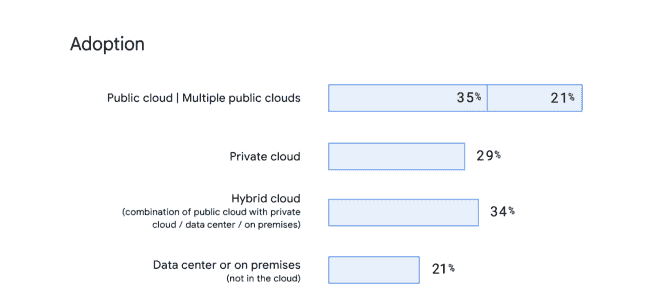 Adoption
Public cloud | Multiple public clouds
35%
21%
Private cloud
29%
Hybrid cloud
(combination of public cloud with private
cloud / data center / on premises)
34%
Data center or on premises
(not in the cloud)
21%